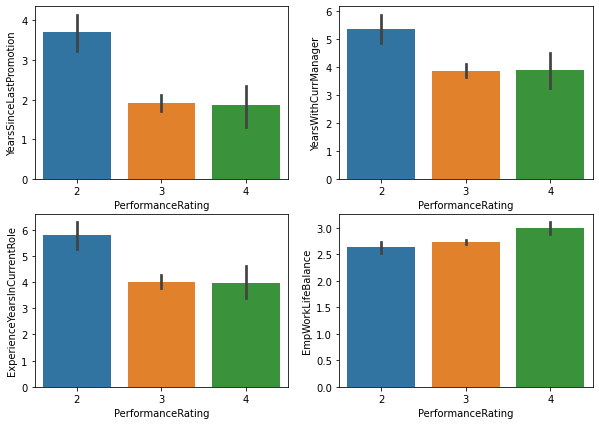 YearsSinceLastPromotion
4
3
2
1
0
2 3 4
PerformanceRating
YearsWithCurrManager
6
5
4
3
2
1
0
2 3 4
PerformanceRating
ExperienceYearsInCurrentRole
6
5
4
3
2
1
0
2 3 4
PerformanceRating
EmpWorkLifeBalance
3.0
2.5
2.0
1.5
1.0
0.5
0.0
2 3 4
PerformanceRating